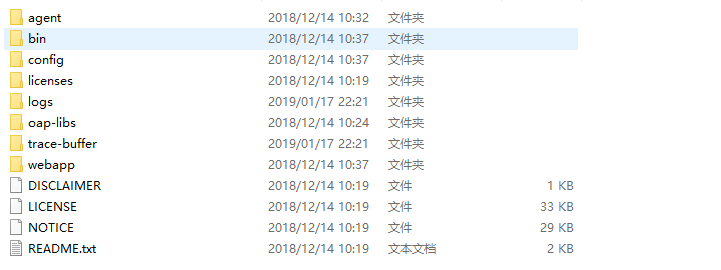 agent 2018/12/14 10:32 文件夹
bin 2018/12/14 10:37 文件夹
config 2018/12/14 10:37 文件夹
licenses 2018/12/14 10:19 文件夹
logs 2019/01/17 22:21 文件夹
oap-libs 2018/12/14 10:24 文件夹
trace-buffer 2019/01/17 22:21 文件夹
webapp 2018/12/14 10:37 文件夹
DISCLAIMER 2018/12/14 10:19 文件 1 KB
LICENSE 2018/12/14 10:19 文件 33 KB
NOTICE 2018/12/14 10:19 文件 29 KB
README.txt 2018/12/14 10:19 文本文档 2 KB